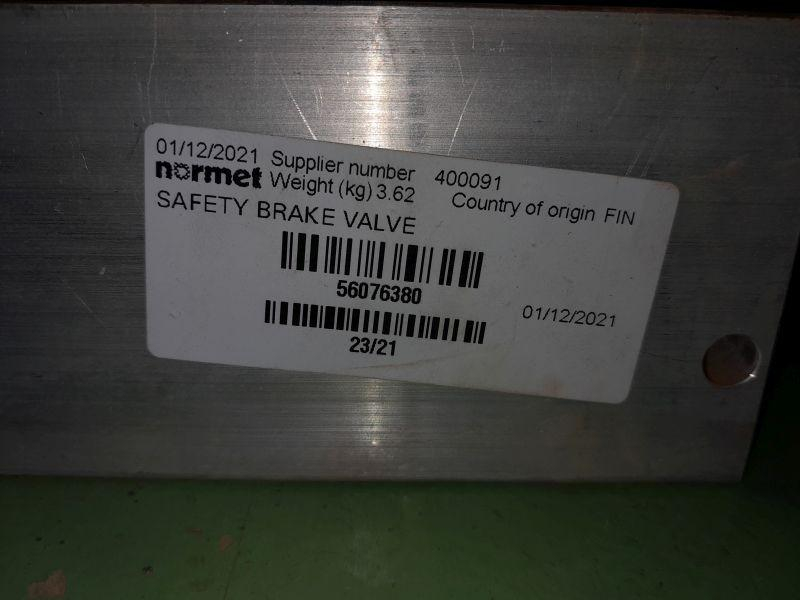 01/12/2021 Supplier number 400091
normet Weight (kg) 3.62 Country of origin FIN
SAFETY BRAKE VALVE
56076380
01/12/2021
23/21